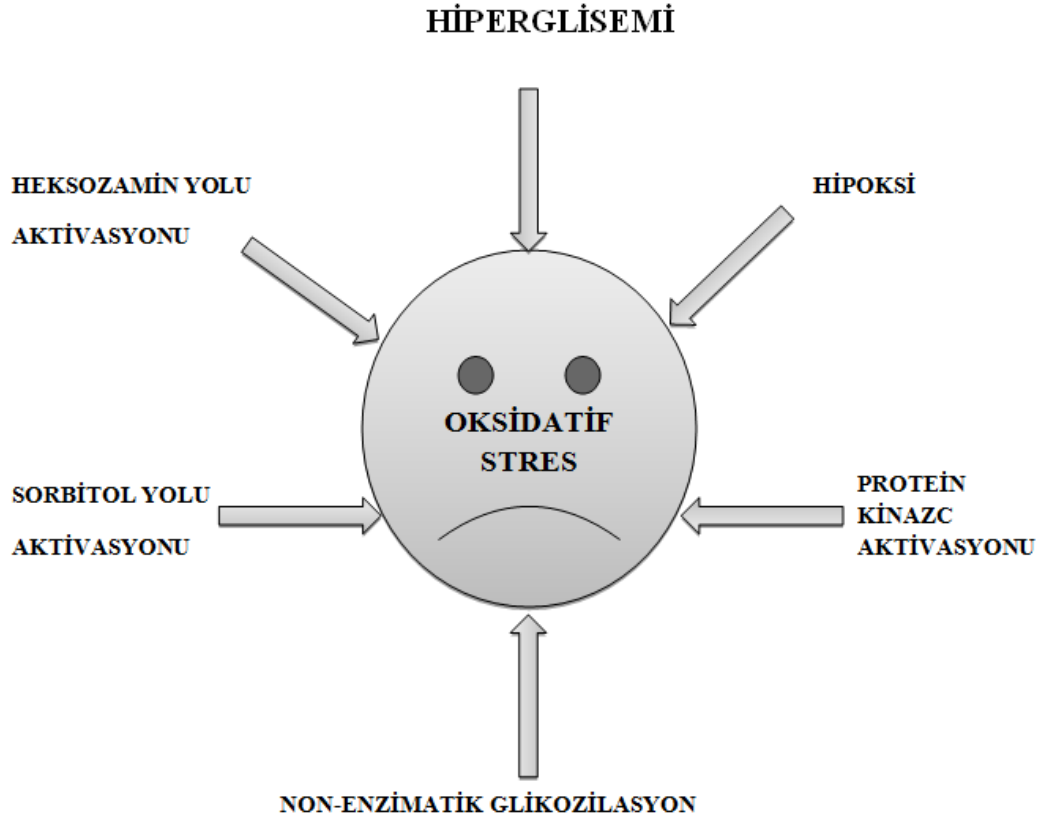 HİPERGLİSEMİ
HEKSOZAMİN YOLU
AKTİVASYONU
HİPOKSİ
OKSİDATİF
STRES
SORBİTOL YOLU
AKTİVASYONU
PROTEİN
KİNAZC
AKTİVASYONU
NON-ENZİMATİK GLİKOZİLASYON